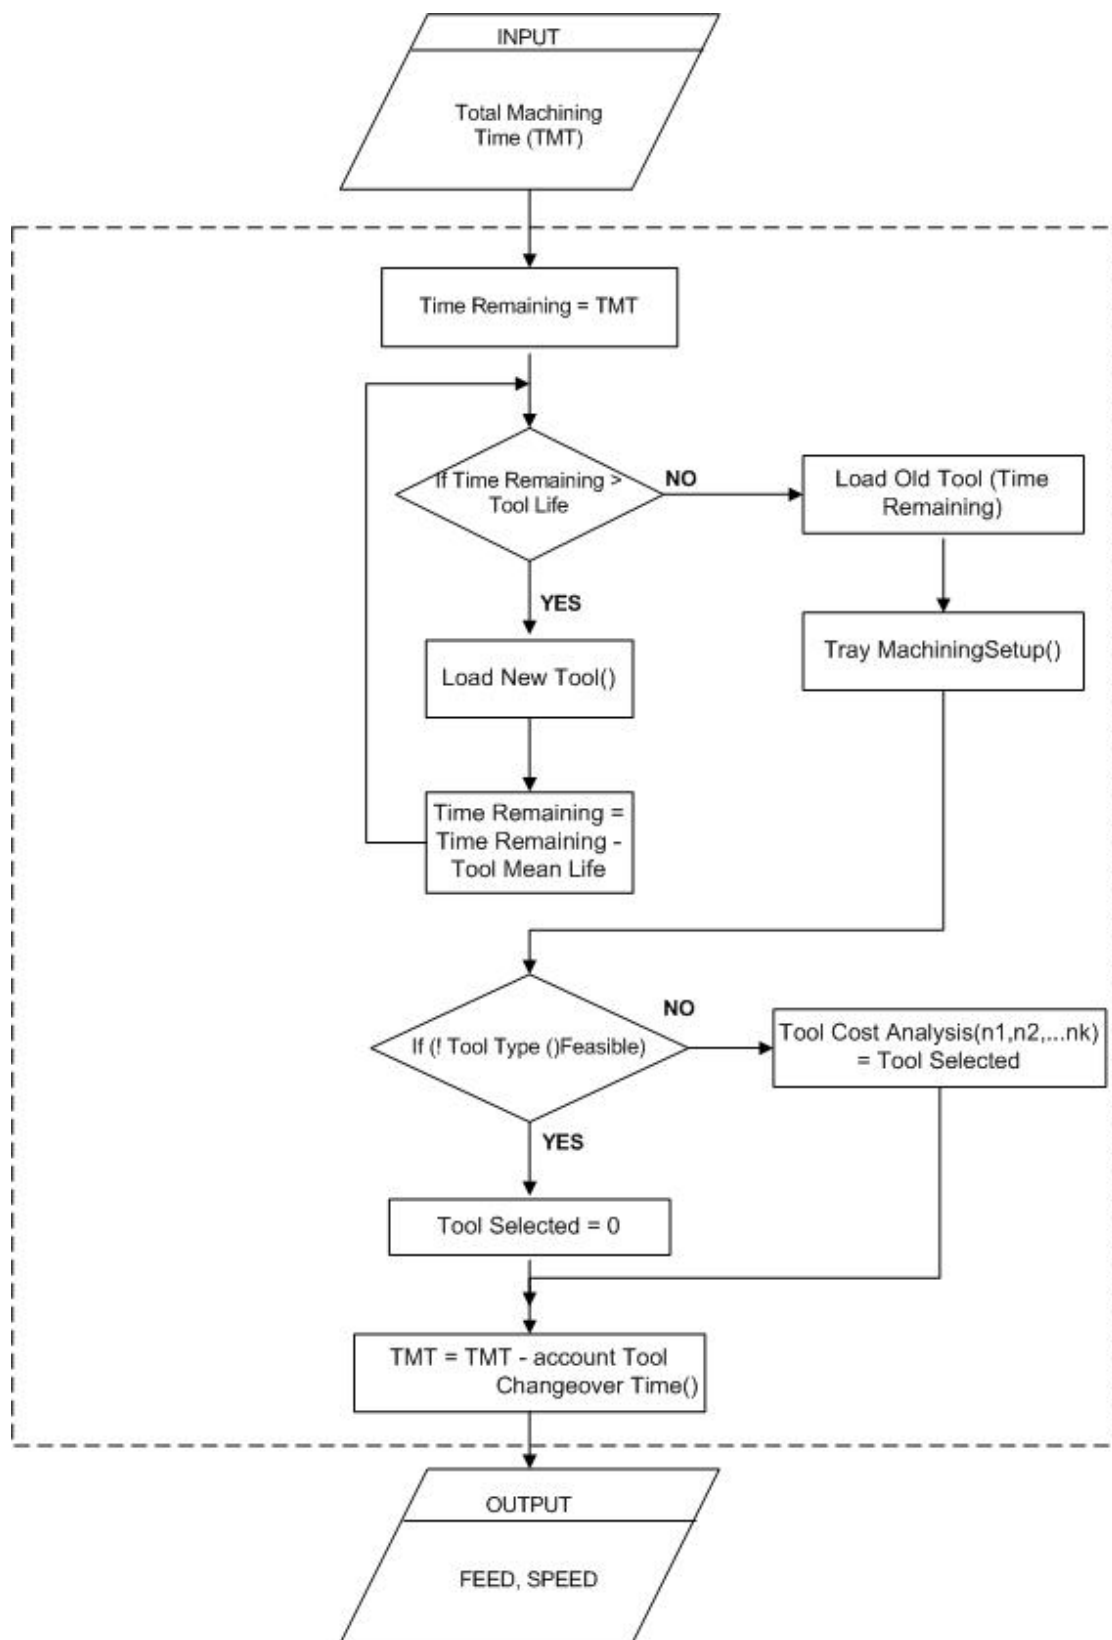 INPUT
Total Machining
Time (TMT)
Time Remaining = TMT
If Time Remaining >
Tool Life
NO
Load Old Tool (Time
Remaining)
YES
Tray MachiningSetup()
Load New Tool()
Time Remaining =
Time Remaining -
Tool Mean Life
If (! Tool Type ()Feasible)
NO
Tool Cost Analysis(n1,n2,...nk)
= Tool Selected
YES
Tool Selected = 0
TMT = TMT - account Tool
Changeover Time()
OUTPUT
FEED, SPEED